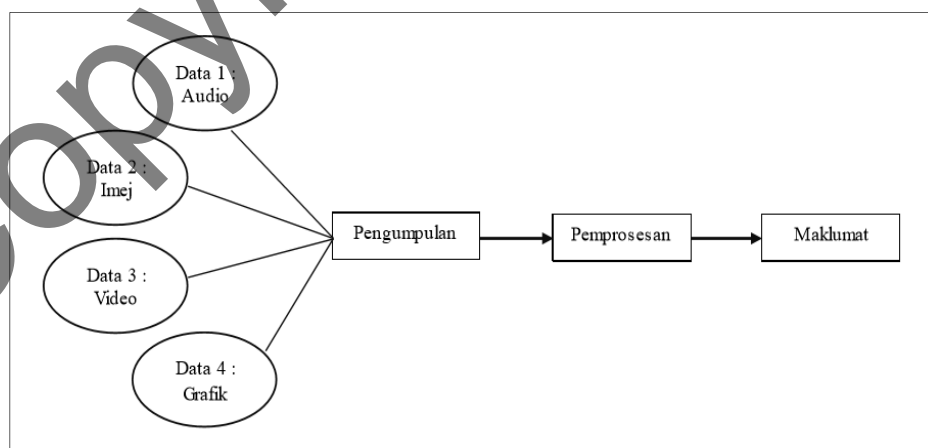 Data 1 :
Audio
Data 2 :
Imej
Data 3 :
Video
Data 4 :
Grafik
Pengumpulan
Pemprosesan
Maklumat